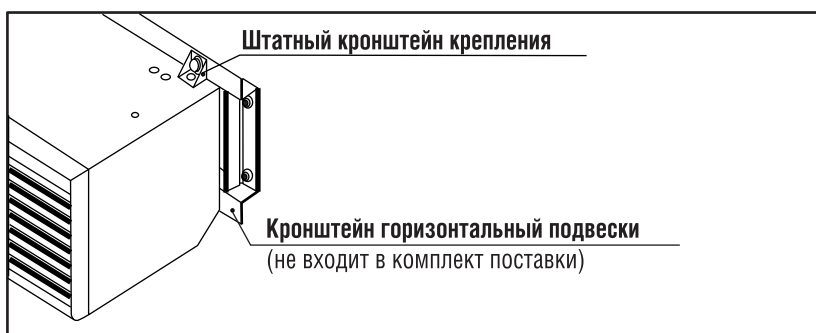 Штатный кронштейн крепления
Кронштейн горизонтальный подвески
(не входит в комплект поставки)